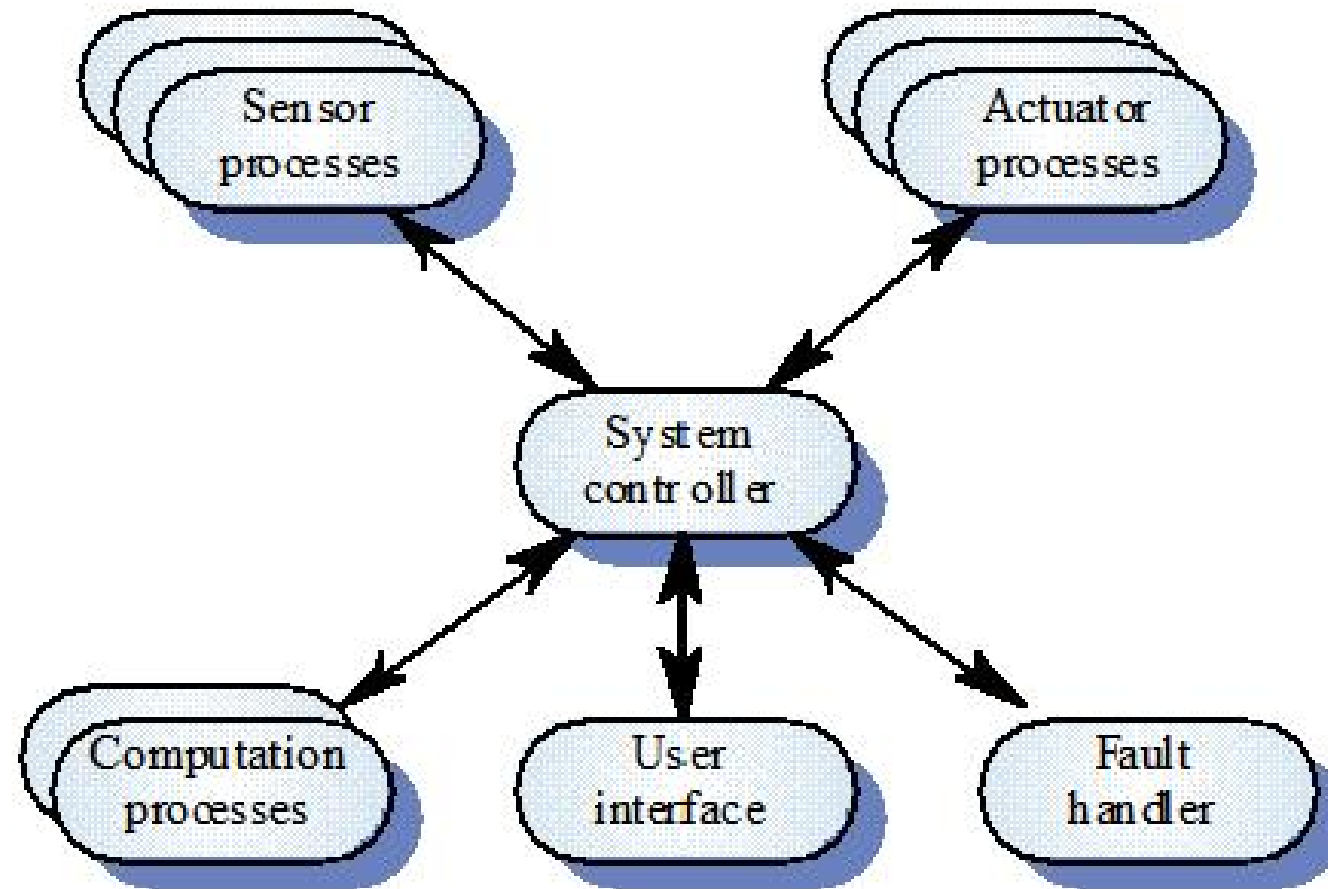 Sensor
processes
Actuator
processes
System
controller
Computation
processes
User
interface
Fault
handler